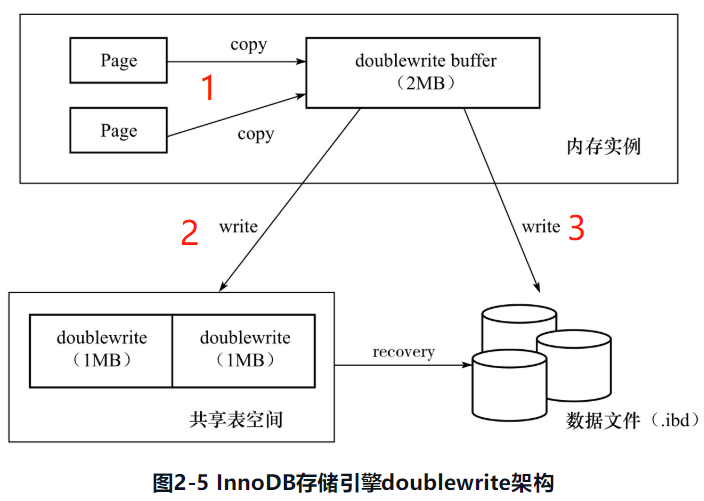 Page
copy
1
doublewrite buffer
（2MB）
Page
copy
内存实例
2
write
write
3
doublewrite
（1MB）
doublewrite
（1MB）
recovery
共享表空间
数据文件（.ibd）
图2-5 InnoDB存储引擎doublewrite架构